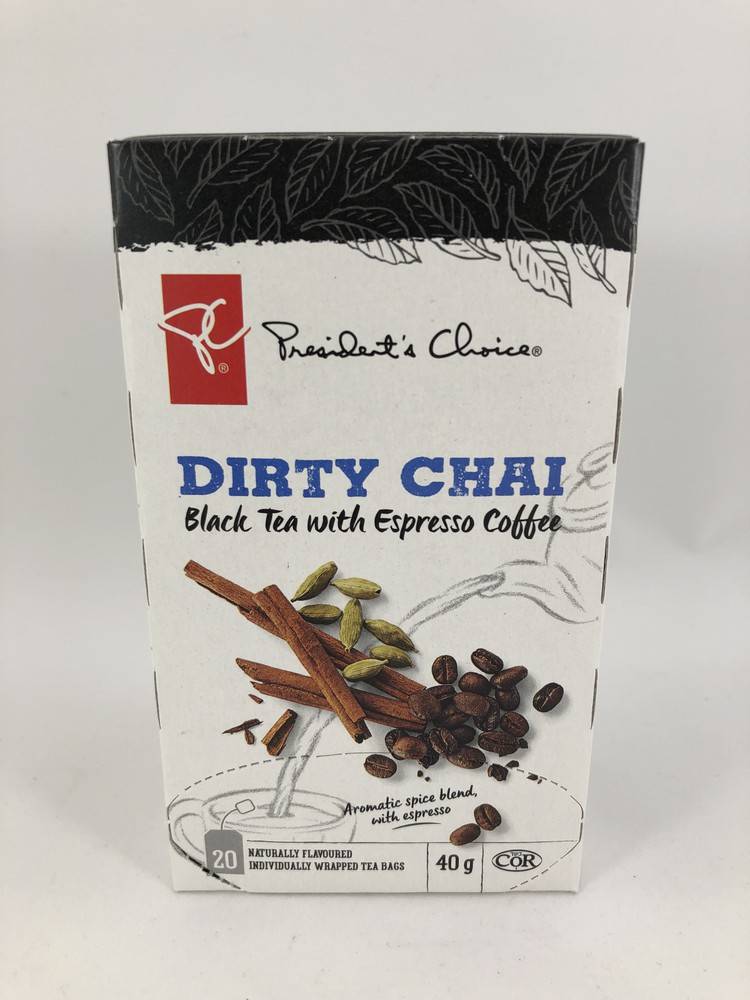 PC®
President's Choice®
DIRTY CHAI
Black Tea with Espresso Coffee
Aromatic spice blend,
with espresso
20
NATURALLY FLAVOURED
INDIVIDUALLY WRAPPED TEA BAGS
40 g
COR